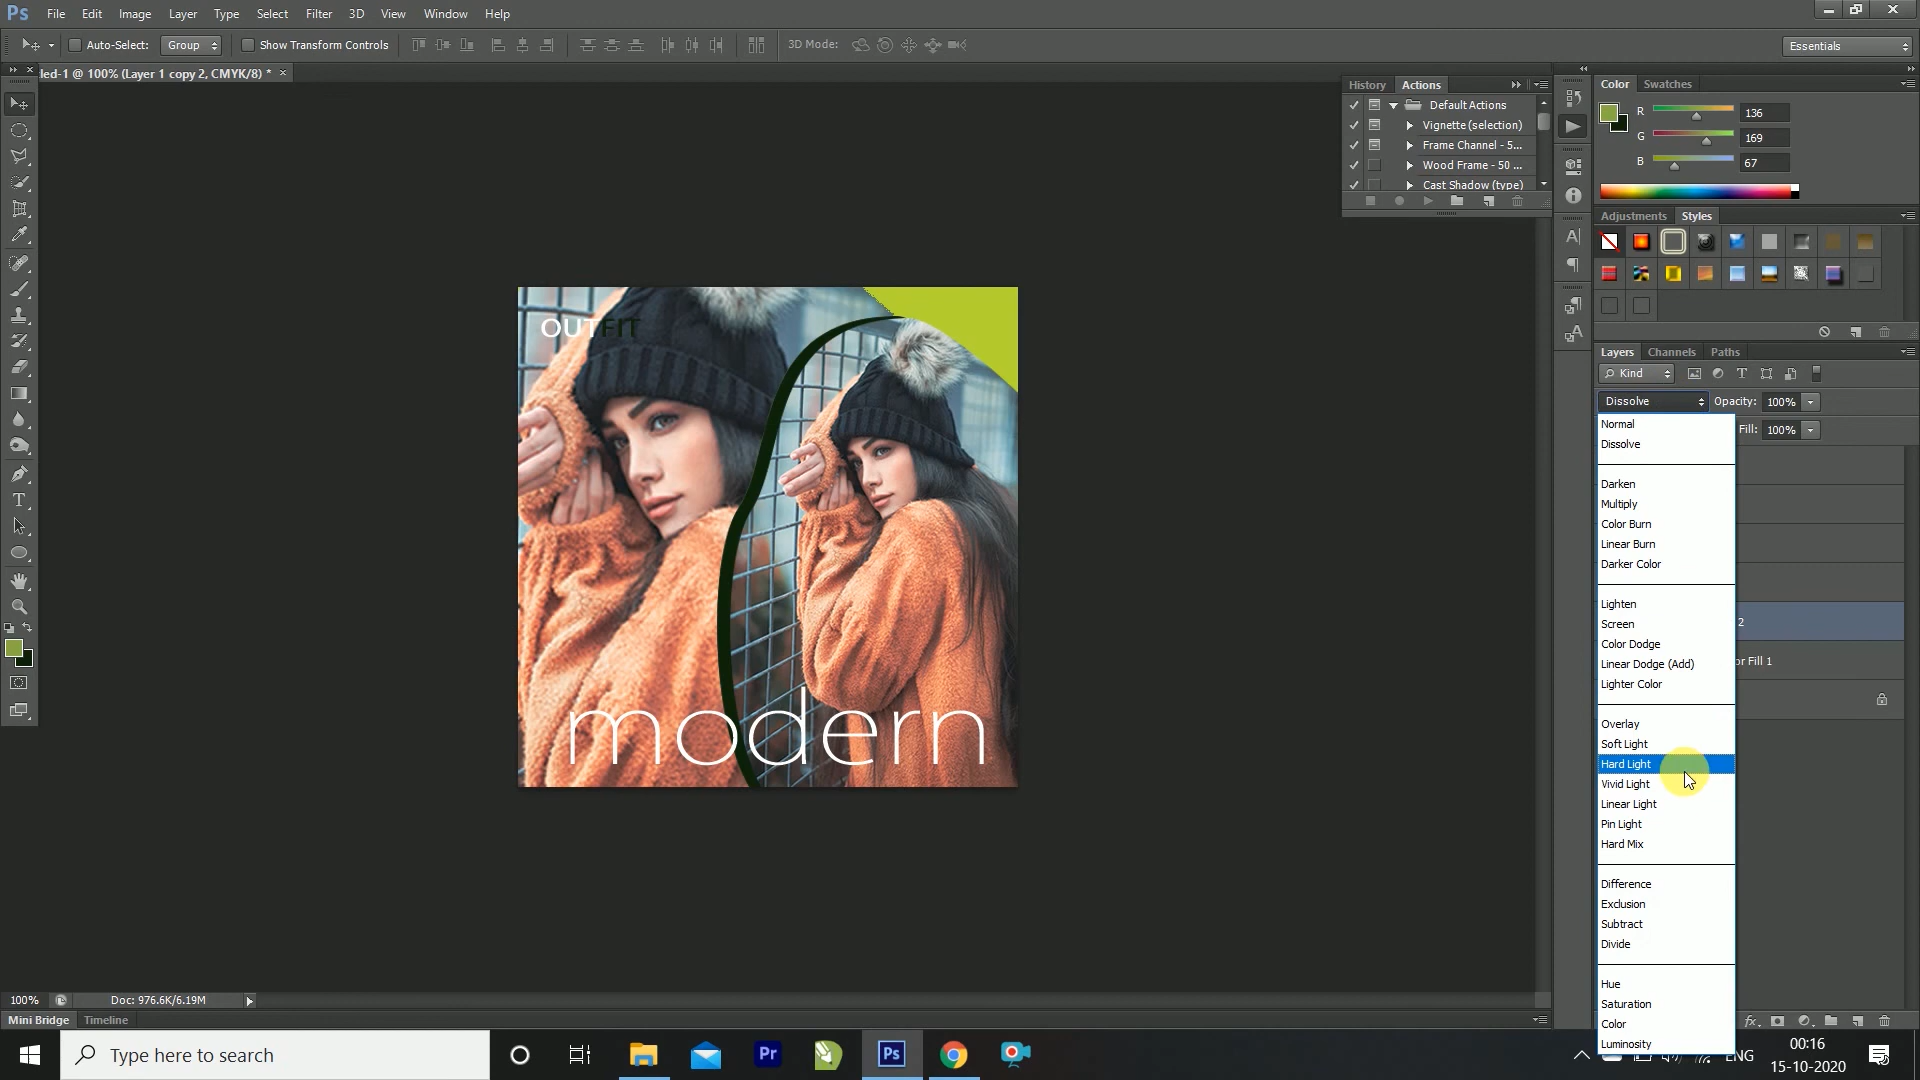 Ps File Edit Image Layer Type Select Filter 3D View Window Help
Auto-Select: Group Show Transform Controls 3D Mode: Essentials
led-1 @ 100% (Layer 1 copy 2, CMYK/8) * ×
History Actions
Default Actions
Vignette (selection)
Frame Channel - 5...
Wood Frame - 50 ...
Cast Shadow (type)
Color Swatches
R 136
G 169
B 67
Adjustments Styles
Layers Channels Paths
Kind
Dissolve Opacity: 100%
Fill: 100%
Normal
Dissolve
Darken
Multiply
Color Burn
Linear Burn
Darker Color
Lighten
Screen
Color Dodge
Linear Dodge (Add)
Lighter Color
Overlay
Soft Light
Hard Light
Vivid Light
Linear Light
Pin Light
Hard Mix
Difference
Exclusion
Subtract
Divide
Hue
Saturation
Color
Luminosity
2
or Fill 1
OUTFIT
modern
100% Doc: 976.6K/6.19M
Mini Bridge Timeline
Type here to search
Pr
Ps
ENG
00:16
15-10-2020